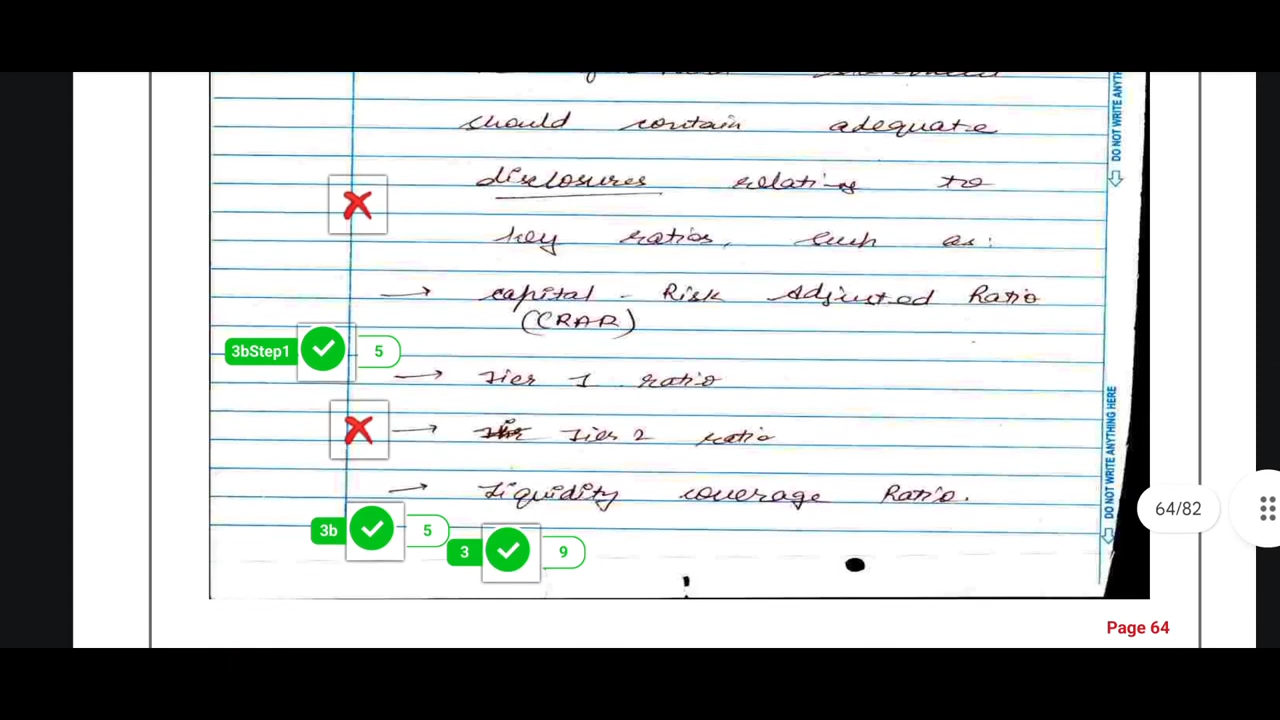 should contain adequate
disclosures relating to
key ratios, such as:
→ capital - Risk Adjusted Ratio
(CRAR)
3bStep1 5
→ Tier 1 ratio
→ Tier 2 ratio
→ Liquidity coverage Ratio.
3b 5
3 9
DO NOT WRITE ANYTH
DO NOT WRITE ANYTHING HERE
64/82
Page 64